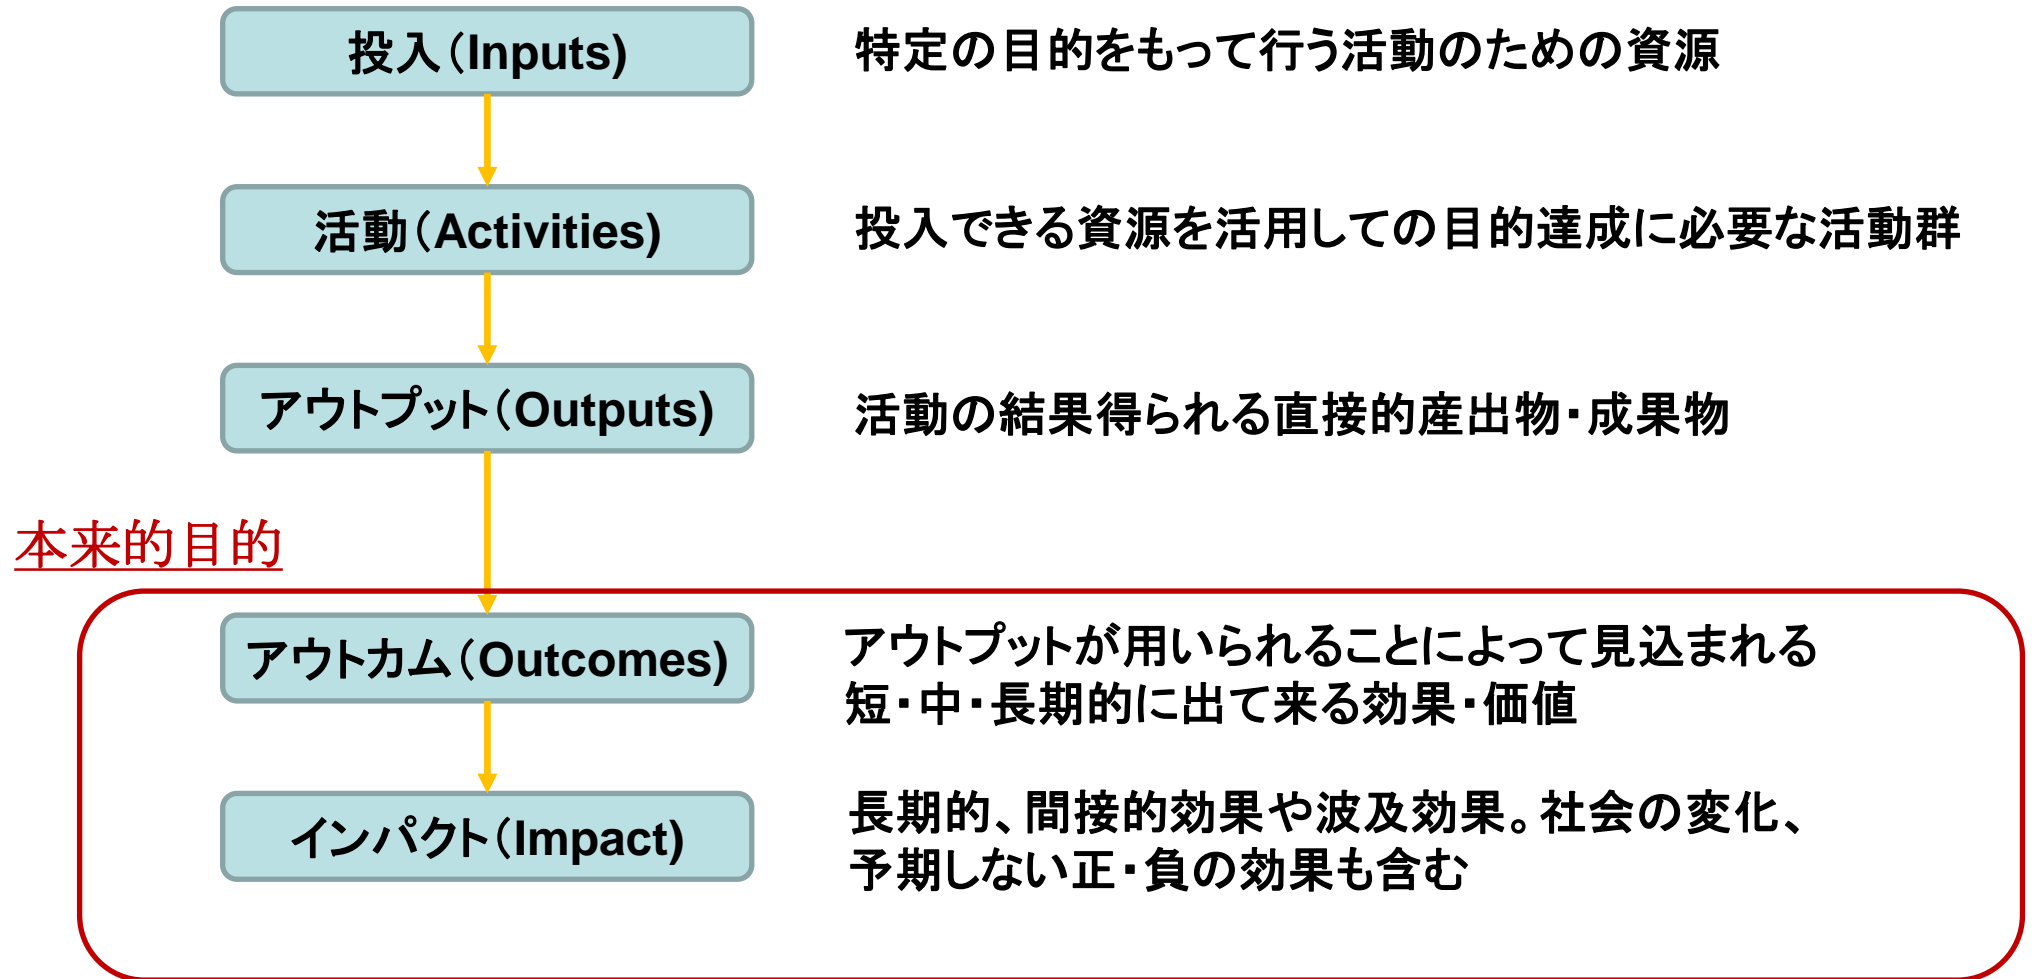 投入（Inputs)
特定の目的をもって行う活動のための資源
活動（Activities)
投入できる資源を活用しての目的達成に必要な活動群
アウトプット（Outputs)
活動の結果得られる直接的産出物・成果物
本来的目的
アウトカム（Outcomes)
アウトプットが用いられることによって見込まれる
短・中・長期的に出て来る効果・価値
インパクト（Impact)
長期的、間接的効果や波及効果。社会の変化、
予期しない正・負の効果も含む